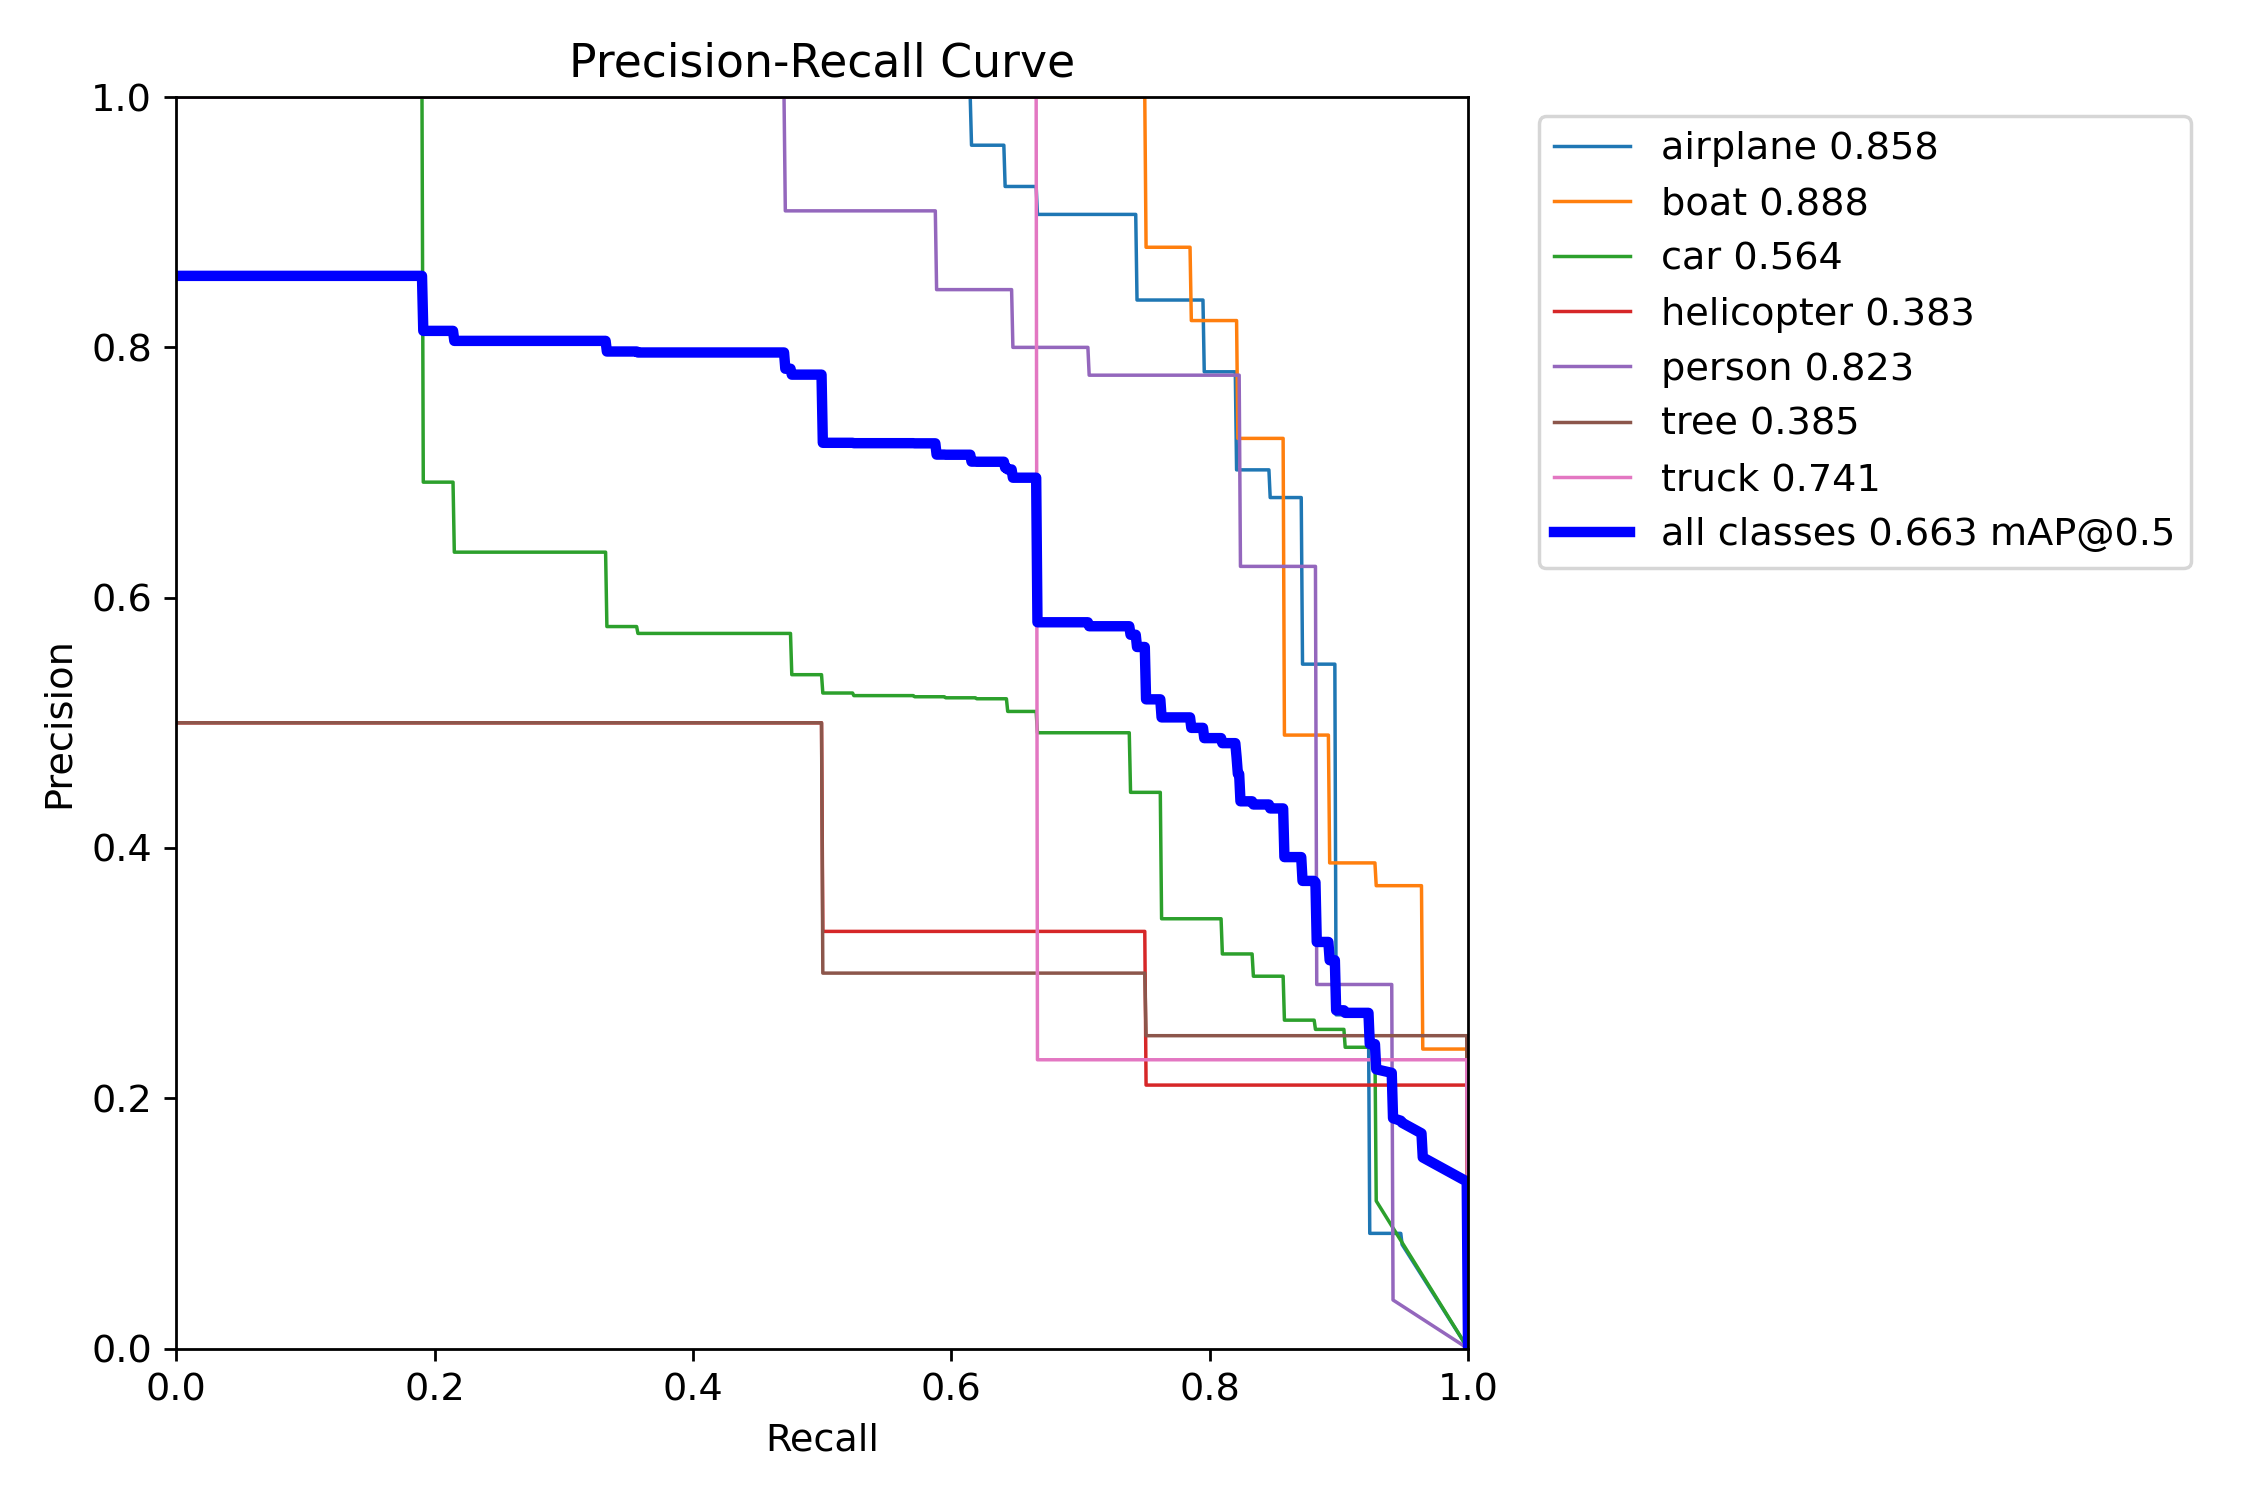 Precision-Recall Curve
1.0
0.8
0.6
0.4
0.2
0.0
Precision
0.0 0.2 0.4 0.6 0.8 1.0
Recall
airplane 0.858
boat 0.888
car 0.564
helicopter 0.383
person 0.823
tree 0.385
truck 0.741
all classes 0.663 mAP@0.5